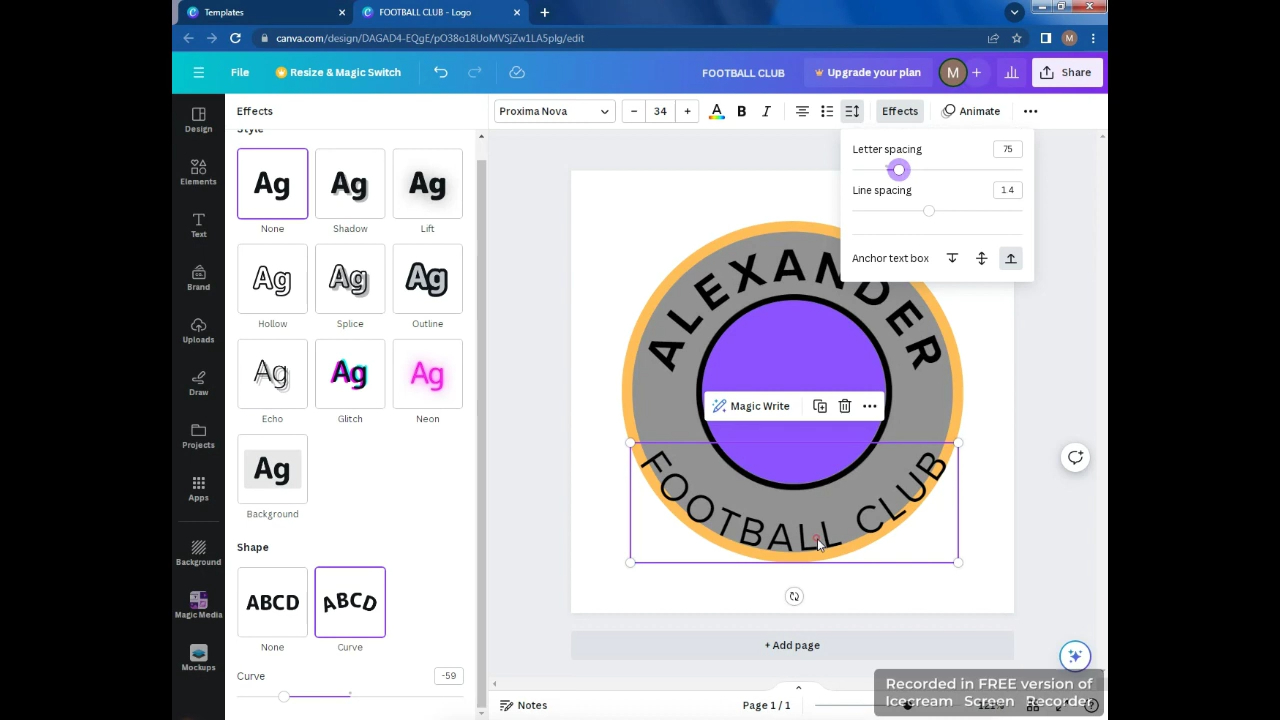 Templates
FOOTBALL CLUB - Logo
canva.com/design/DAGAD4-EQgE/pO38o18UoMVSjZw1LA5plg/edit
M
File
Resize & Magic Switch
FOOTBALL CLUB
Upgrade your plan
M
Share
Design
Elements
Text
Brand
Uploads
Draw
Projects
Apps
Background
Magic Media
Mockups
Effects
Style
Ag
Ag
Ag
None
Shadow
Lift
Ag
Ag
Ag
Hollow
Splice
Outline
Ag
Ag
Ag
Echo
Glitch
Neon
Ag
Background
Shape
ABCD
ABCD
None
Curve
Curve
-59
Proxima Nova
34
A
B
I
Effects
Animate
Letter spacing
75
Line spacing
1.4
Anchor text box
ALEXANDER
Magic Write
FOOTBALL CLUB
+ Add page
Notes
Page 1 / 1
Recorded in FREE version of
Icecream Screen Recorder